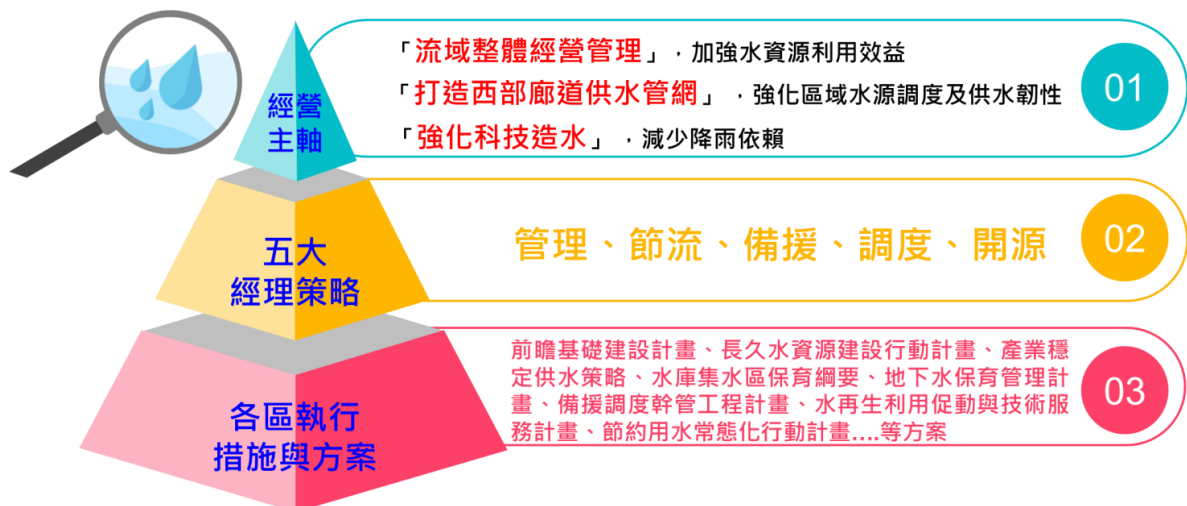 經營
主軸
「流域整體經營管理」，加強水資源利用效益
「打造西部廊道供水管網」，強化區域水源調度及供水韌性
「強化科技造水」，減少降雨依賴
01
五大
經理策略
管理、節流、備援、調度、開源
02
各區執行
措施與方案
前瞻基礎建設計畫、長久水資源建設行動計畫、產業穩
定供水策略、水庫集水區保育綱要、地下水保育管理計
畫、備援調度幹管工程計畫、水再生利用促動與技術服
務計畫、節約用水常態化行動計畫....等方案
03